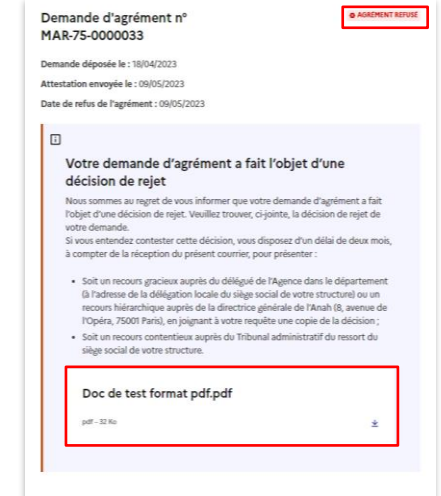 Demande d'agrément n°
MAR-75-0000033
AGRÉMENT REFUSÉ
Demande déposée le : 18/04/2023
Attestation envoyée le : 09/05/2023
Date de refus de l'agrément : 09/05/2023
Votre demande d'agrément a fait l'objet d'une
décision de rejet
Nous sommes au regret de vous informer que votre demande d'agrément a fait
l'objet d'une décision de rejet. Veuillez trouver, ci-jointe, la décision de rejet de
votre demande.
Si vous entendez contester cette décision, vous disposez d'un délai de deux mois,
à compter de la réception du présent courrier, pour présenter :
• Soit un recours gracieux auprès du délégué de l'Agence dans le département
(à l'adresse de la délégation locale du siège social de votre structure) ou un
recours hiérarchique auprès de la directrice générale de l'Anah (8, avenue de
l'Opéra, 75001 Paris), en joignant à votre requête une copie de la décision ;
• Soit un recours contentieux auprès du Tribunal administratif du ressort du
siège social de votre structure.
Doc de test format pdf.pdf
pdf – 32 Ko